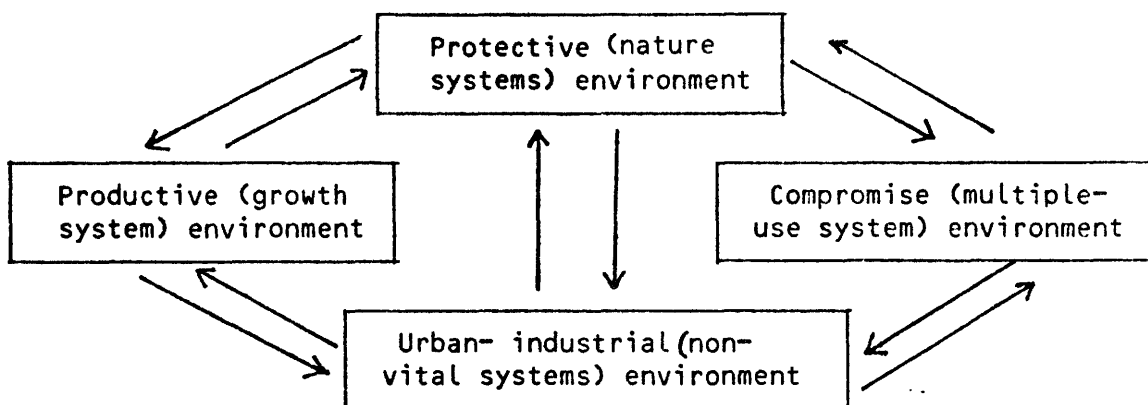 Protective (nature
systems) environment
Productive (growth
system) environment
Compromise (multiple-
use system) environment
Urban- industrial(non-
vital systems) environment